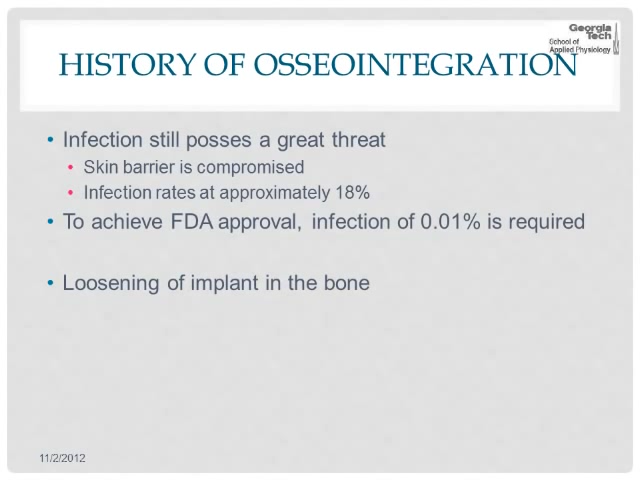 Georgia
Tech
School of
Applied Physiology
HISTORY OF OSSEOINTEGRATION
• Infection still posses a great threat
• Skin barrier is compromised
• Infection rates at approximately 18%
• To achieve FDA approval, infection of 0.01% is required
• Loosening of implant in the bone
11/2/2012